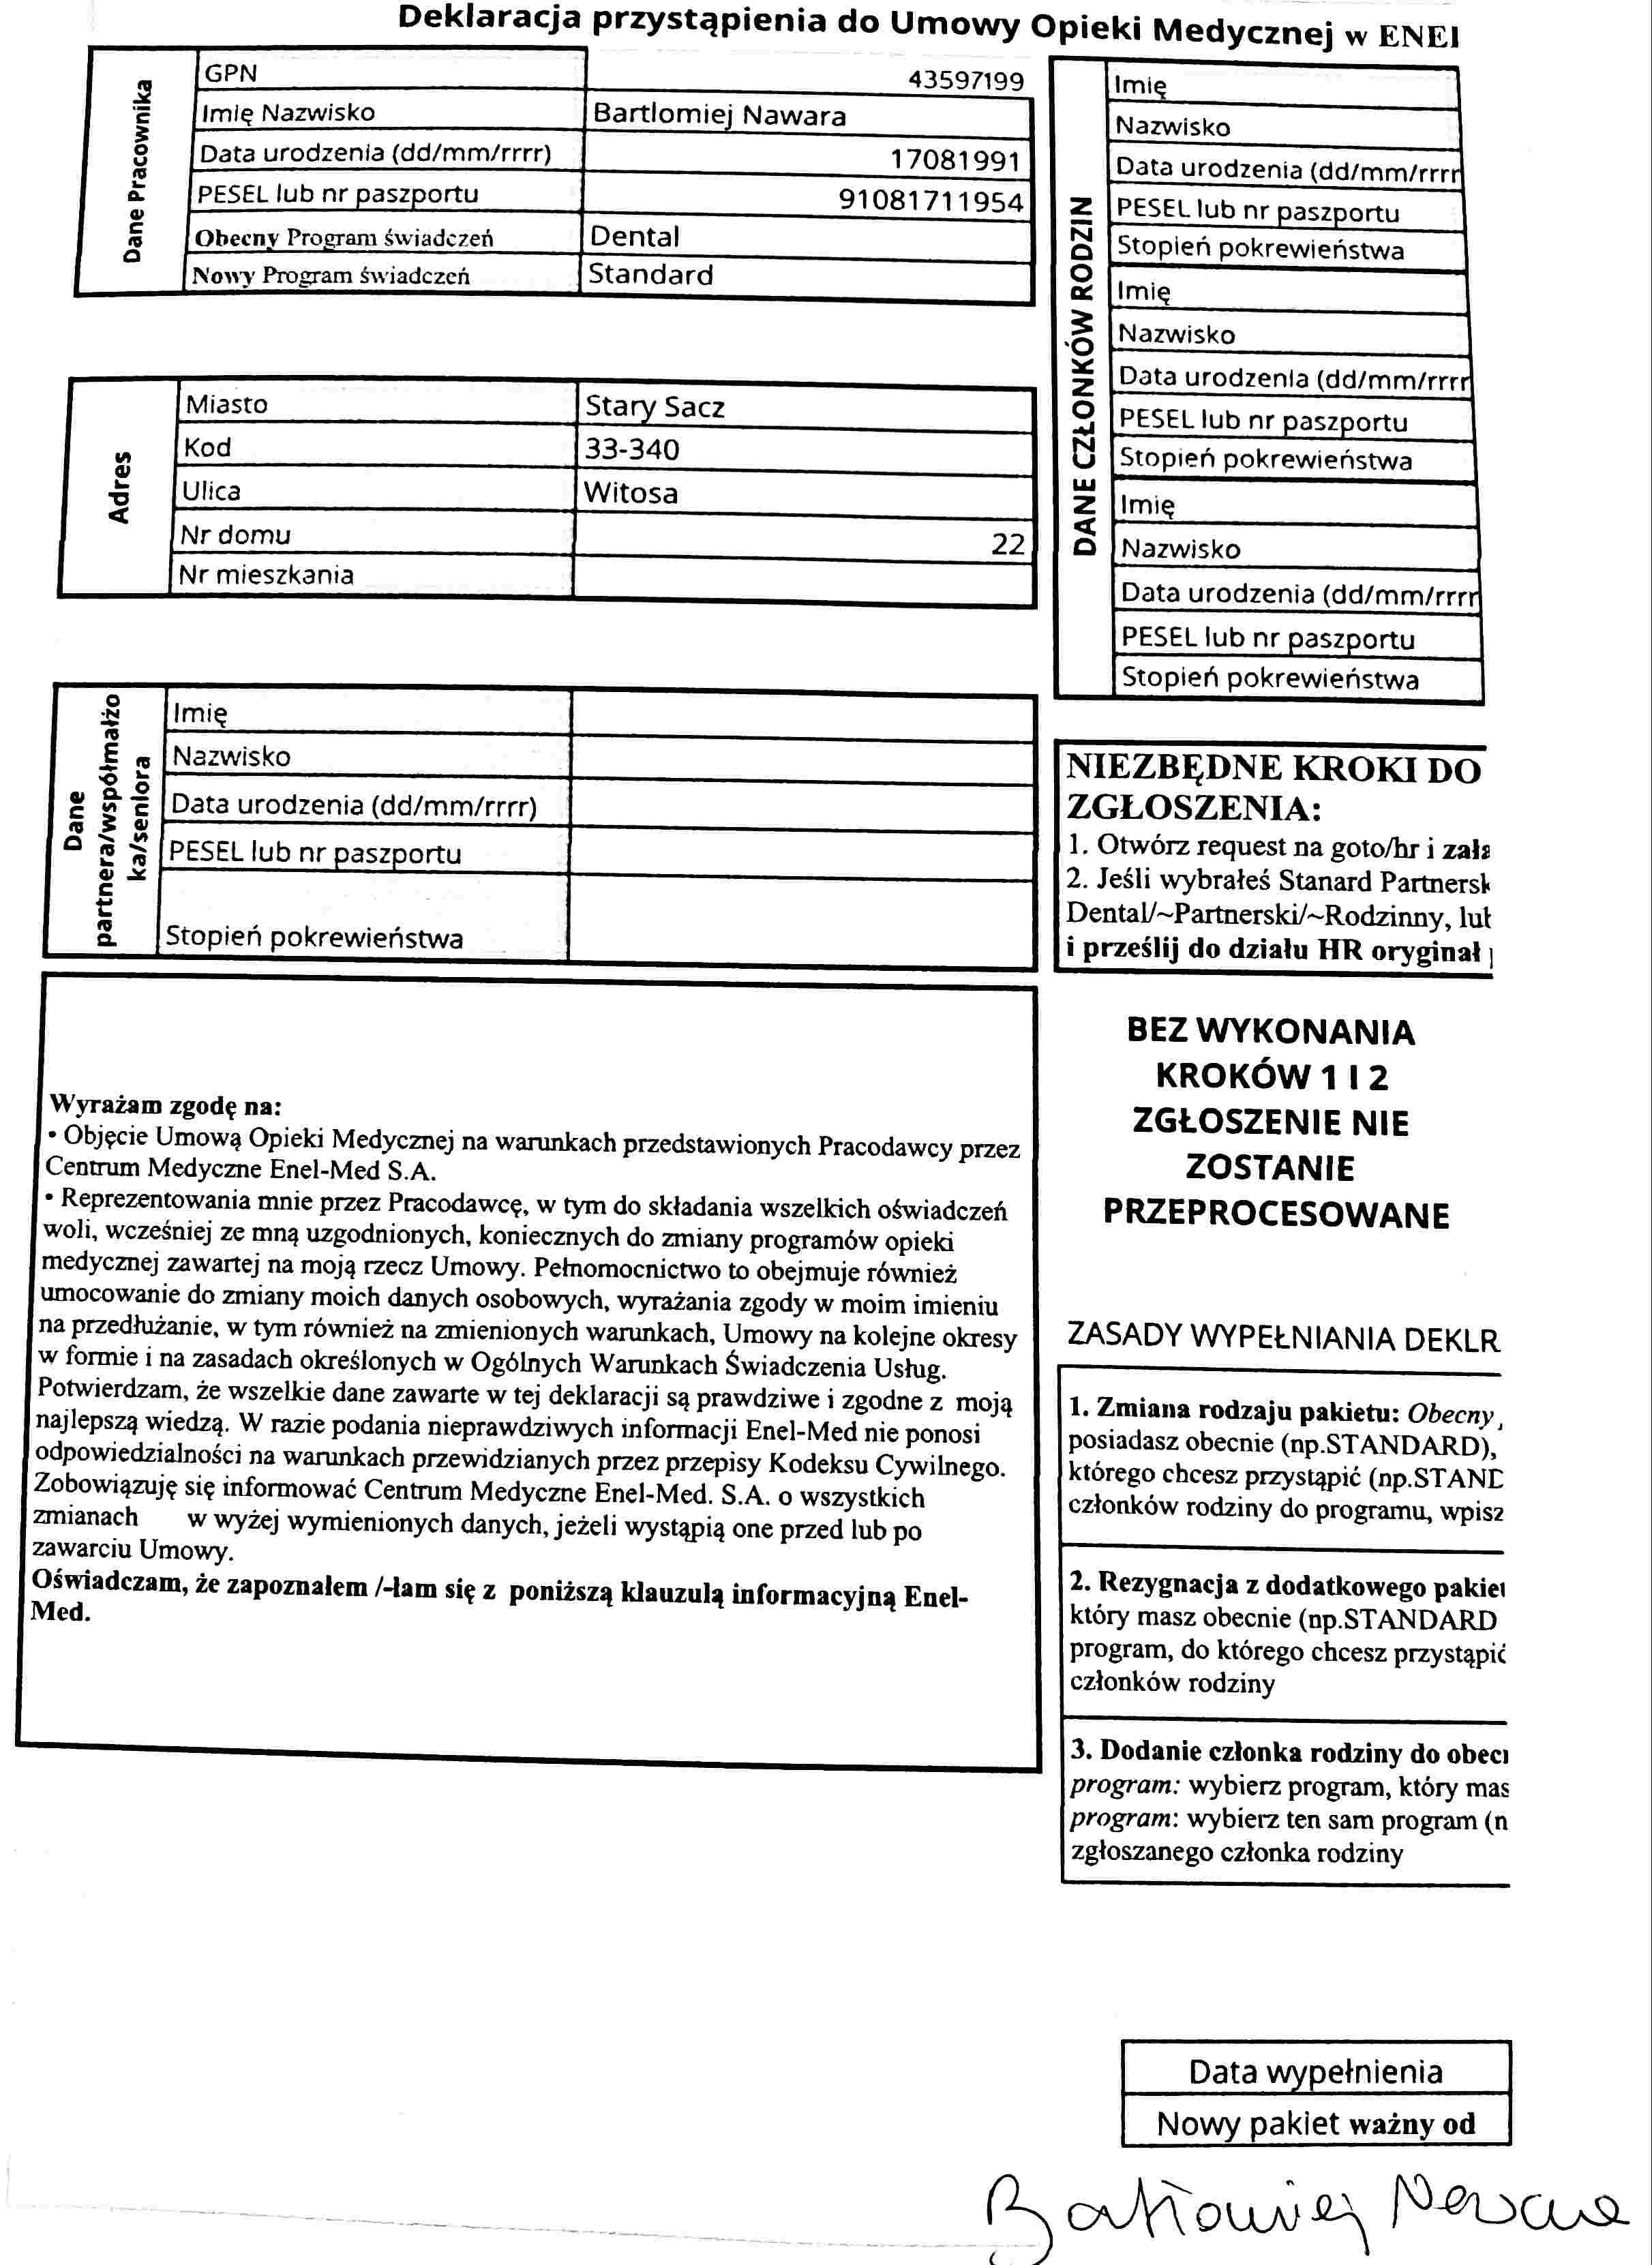 Deklaracja przystąpienia do Umowy Opieki Medycznej w ENEI
Dane Pracownika
GPN 43597199
Imię Nazwisko Bartlomiej Nawara
Data urodzenia (dd/mm/rrrr) 17081991
PESEL lub nr paszportu 91081711954
Obecny Program świadczeń Dental
Nowy Program świadczeń Standard
Adres
Miasto Stary Sacz
Kod 33-340
Ulica Witosa
Nr domu 22
Nr mieszkania
Dane
partnera/współmałżo
ka/seniora
Imię
Nazwisko
Data urodzenia (dd/mm/rrrr)
PESEL lub nr paszportu
Stopień pokrewieństwa
Wyrażam zgodę na:
• Objęcie Umową Opieki Medycznej na warunkach przedstawionych Pracodawcy przez
Centrum Medyczne Enel-Med S.A.
• Reprezentowania mnie przez Pracodawcę, w tym do składania wszelkich oświadczeń
woli, wcześniej ze mną uzgodnionych, koniecznych do zmiany programów opieki
medycznej zawartej na moją rzecz Umowy. Pełnomocnictwo to obejmuje również
umocowanie do zmiany moich danych osobowych, wyrażania zgody w moim imieniu
na przedłużanie, w tym również na zmienionych warunkach, Umowy na kolejne okresy
w formie i na zasadach określonych w Ogólnych Warunkach Świadczenia Usług.
Potwierdzam, że wszelkie dane zawarte w tej deklaracji są prawdziwe i zgodne z moją
najlepszą wiedzą. W razie podania nieprawdziwych informacji Enel-Med nie ponosi
odpowiedzialności na warunkach przewidzianych przez przepisy Kodeksu Cywilnego.
Zobowiązuję się informować Centrum Medyczne Enel-Med. S.A. o wszystkich
zmianach w wyżej wymienionych danych, jeżeli wystąpią one przed lub po
zawarciu Umowy.
Oświadczam, że zapoznałem /-łam się z poniższą klauzulą informacyjną Enel-
Med.
DANE CZŁONKÓW RODZIN
Imię
Nazwisko
Data urodzenia (dd/mm/rrrr
PESEL lub nr paszportu
Stopień pokrewieństwa
Imię
Nazwisko
Data urodzenia (dd/mm/rrrr
PESEL lub nr paszportu
Stopień pokrewieństwa
Imię
Nazwisko
Data urodzenia (dd/mm/rrrr
PESEL lub nr paszportu
Stopień pokrewieństwa
NIEZBĘDNE KROKI DO
ZGŁOSZENIA:
1. Otwórz request na goto/hr i
2. Jeśli wybrałeś Stanard Partnersk
Dental/~Partnerski/~Rodzinny, lub
i prześlij do działu HR oryginał
BEZ WYKONANIA
KROKÓW 1 I 2
ZGŁOSZENIE NIE
ZOSTANIE
PRZEPROCESOWANE
ZASADY WYPEŁNIANIA DEKLR
1. Zmiana rodzaju pakietu: Obecny
posiadasz obecnie (np.STANDARD),
którego chcesz przystąpić (np.STAND
członków rodziny do programu, wpisz
2. Rezygnacja z dodatkowego pakiet
który masz obecnie (np.STANDARD
program, do którego chcesz przystąpić
członków rodziny
3. Dodanie członka rodziny do obecn
program: wybierz program, który mas
program: wybierz ten sam program (n
zgłoszanego członka rodziny
Data wypełnienia
Nowy pakiet ważny od
Bartłomiej Nawara